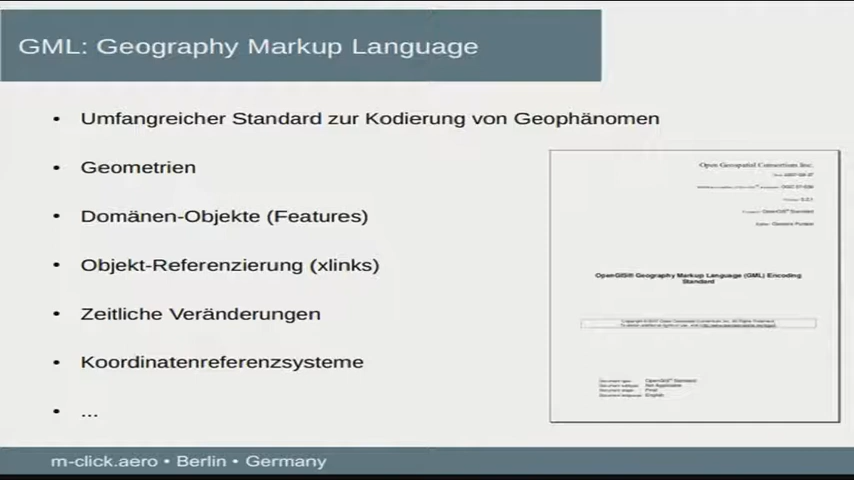 GML: Geography Markup Language
• Umfangreicher Standard zur Kodierung von Geophänomen
• Geometrien
• Domänen-Objekte (Features)
• Objekt-Referenzierung (xlinks)
• Zeitliche Veränderungen
• Koordinatenreferenzsysteme
• ...
Open Geospatial Consortium Inc.
OpenGIS® Geography Markup Language (GML) Encoding
Standard
m-click.aero • Berlin • Germany